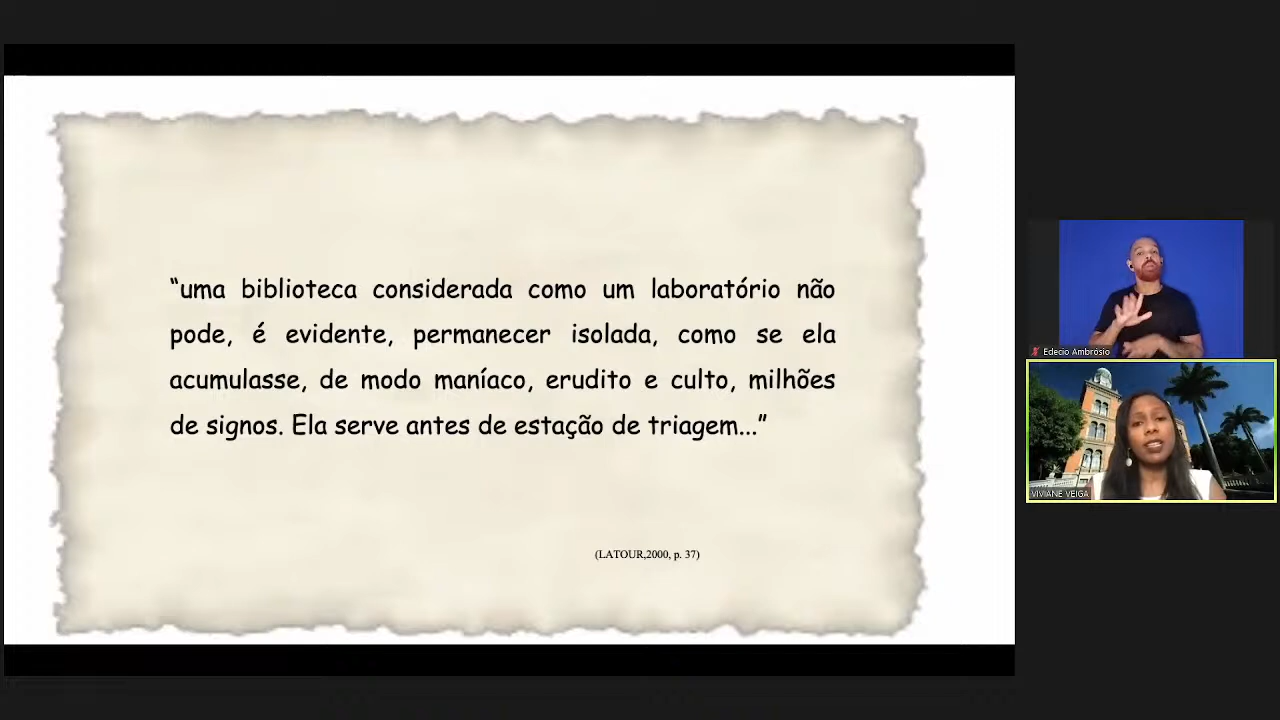 “uma biblioteca considerada como um laboratório não
pode, é evidente, permanecer isolada, como se ela
acumulasse, de modo maníaco, erudito e culto, milhões
de signos. Ela serve antes de estação de triagem...”
(LATOUR,2000, p. 37)
Edecio Ambrósio
VIVIANE VEIGA